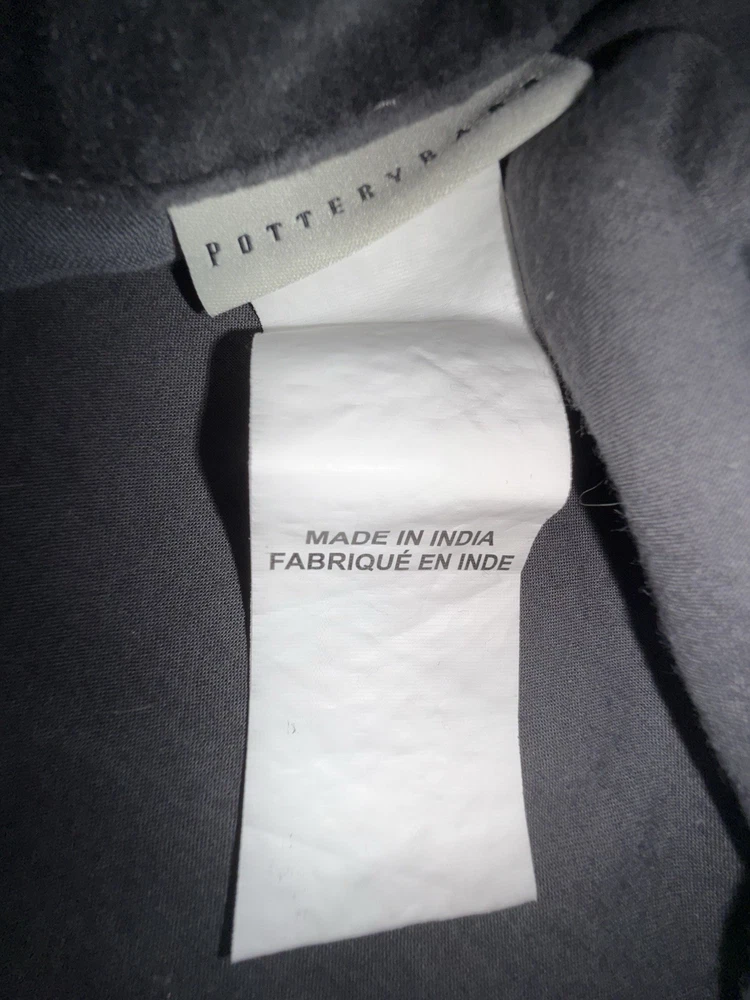 POTTERYBARN
MADE IN INDIA
FABRIQUÉ EN INDE